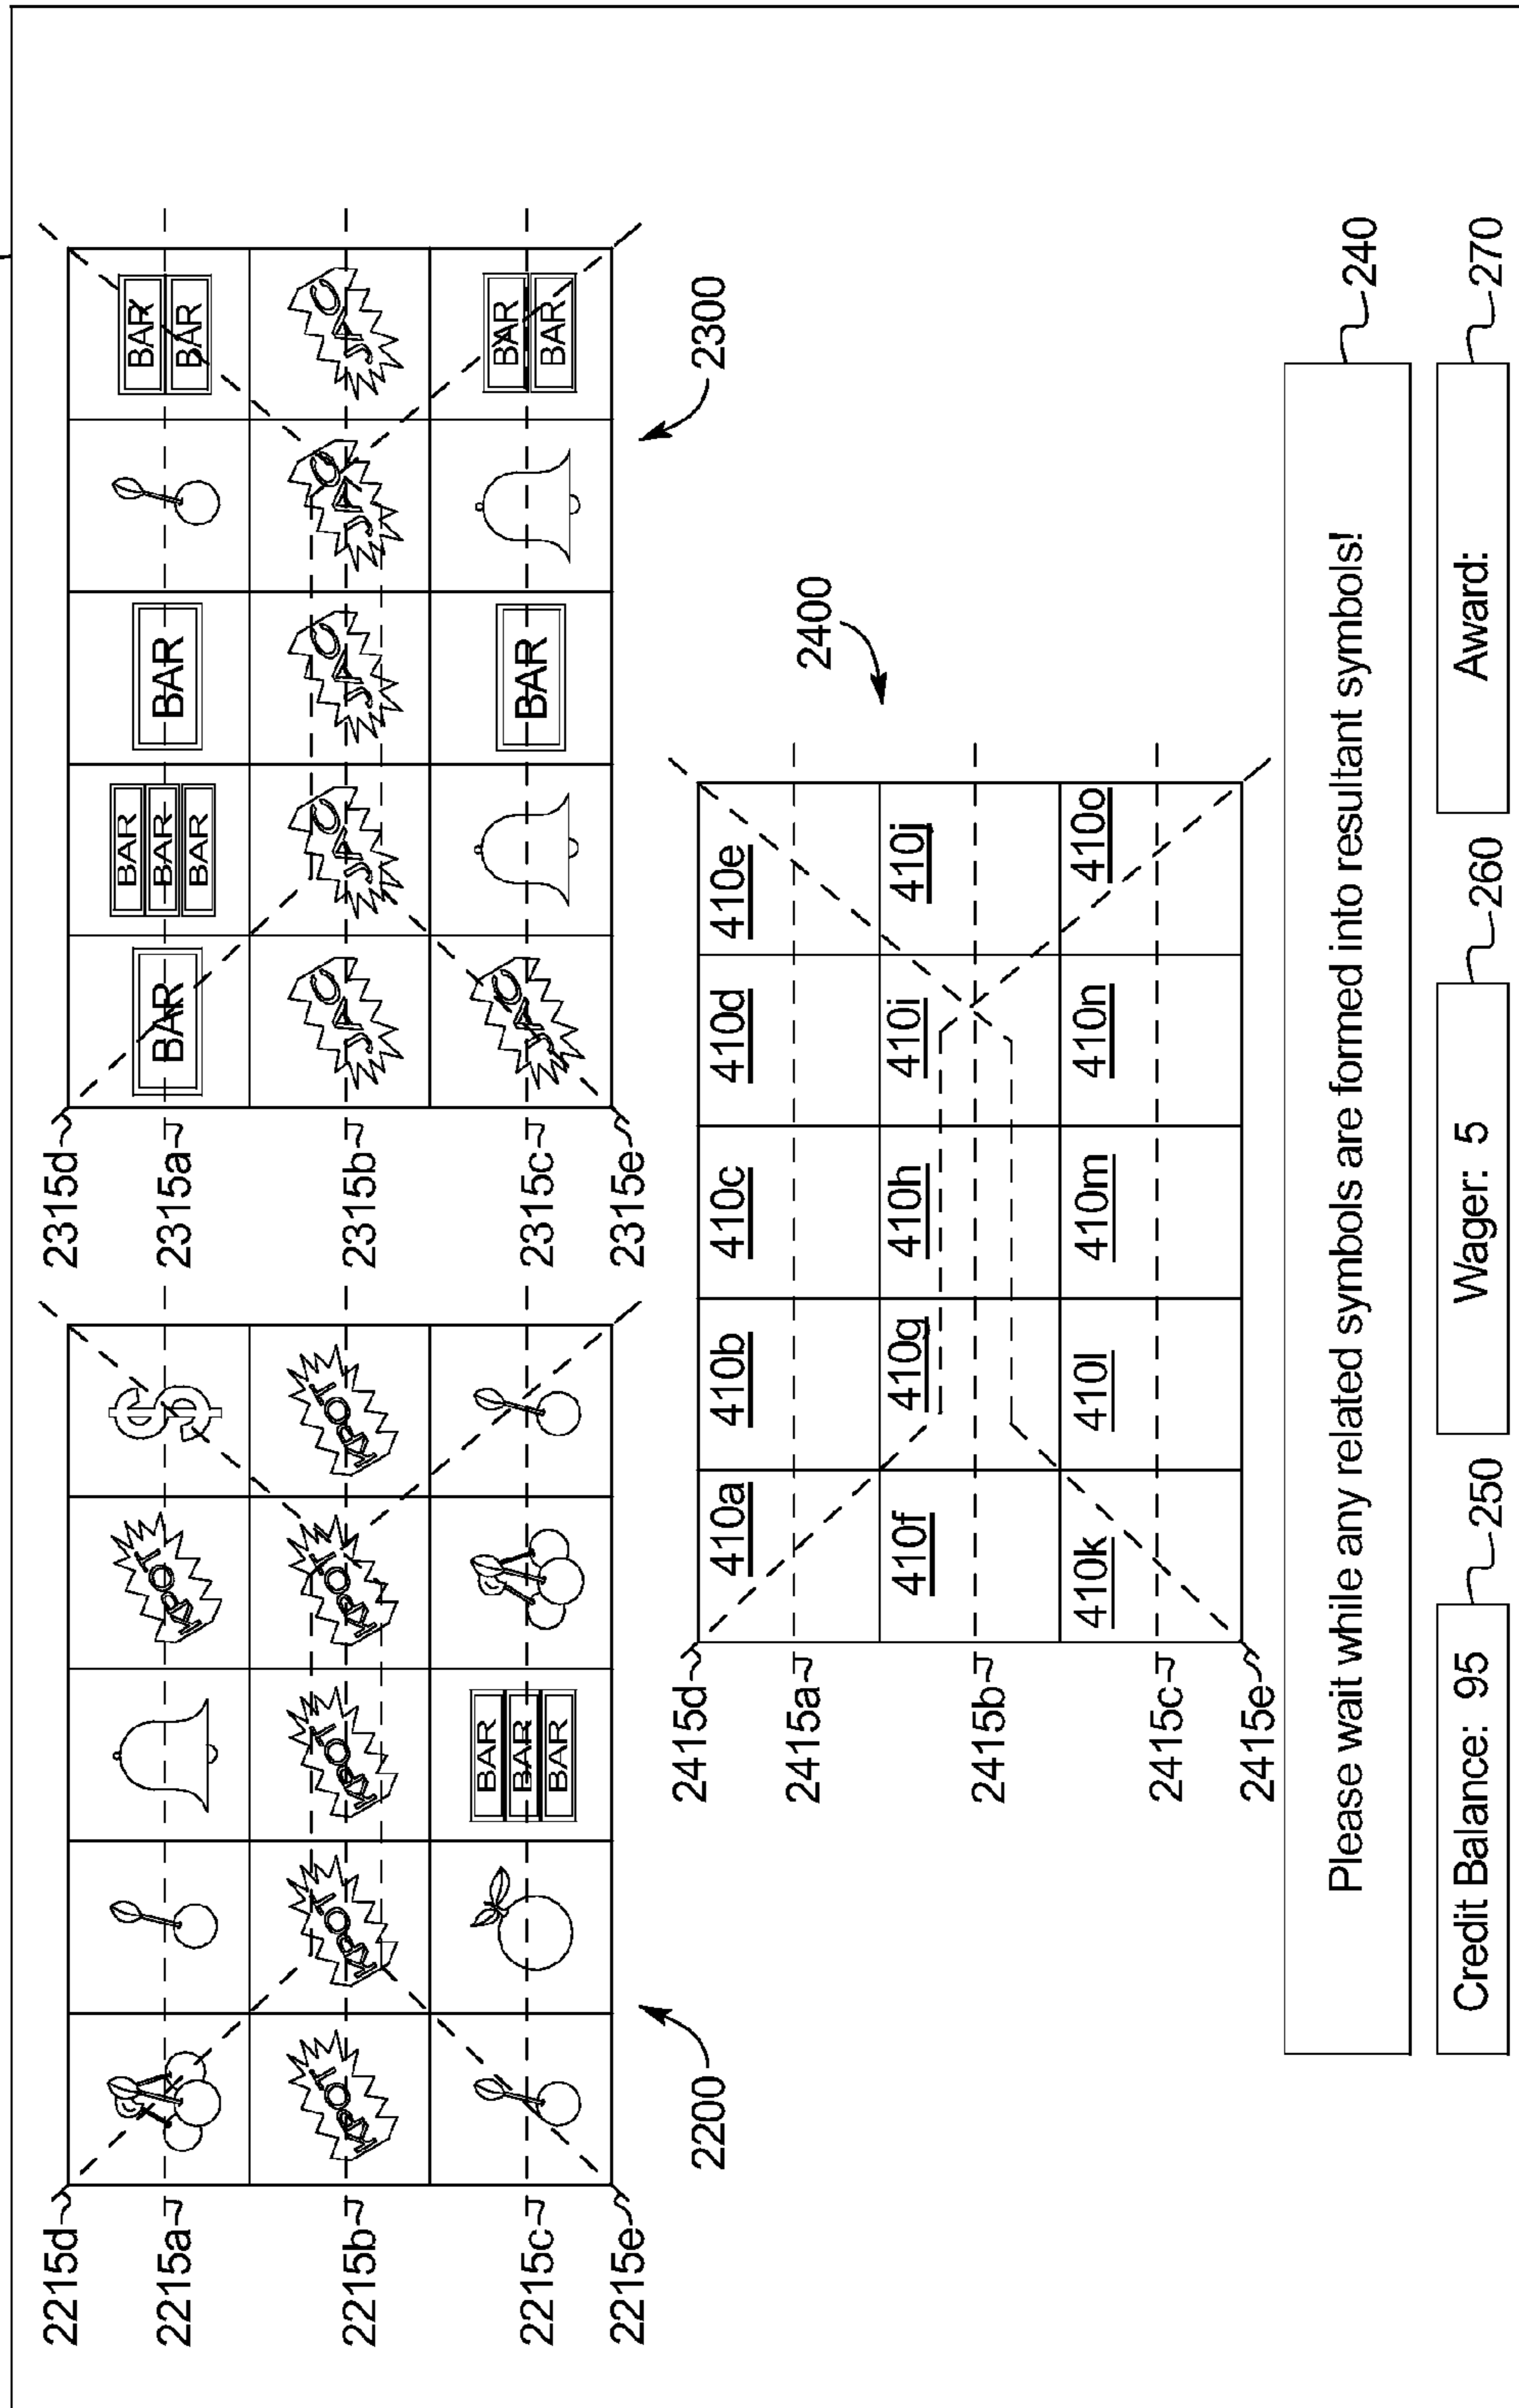 2215d
2215a
2215b
2215c
2215e
$
BAR
BAR
BAR
2200
2315d
2315a
2315b
2315c
2315e
BAR
BAR
BAR
BAR
BAR
BAR
BAR
BAR
BAR
BAR
2300
2400
2415d
2415a
2415b
2415c
2415e
410a 410b 410c 410d 410e
410f 410g 410h 410i 410j
410k 410l 410m 410n 410o
Please wait while any related symbols are formed into resultant symbols!
240
Credit Balance: 95
250
Wager: 5
260
Award:
270